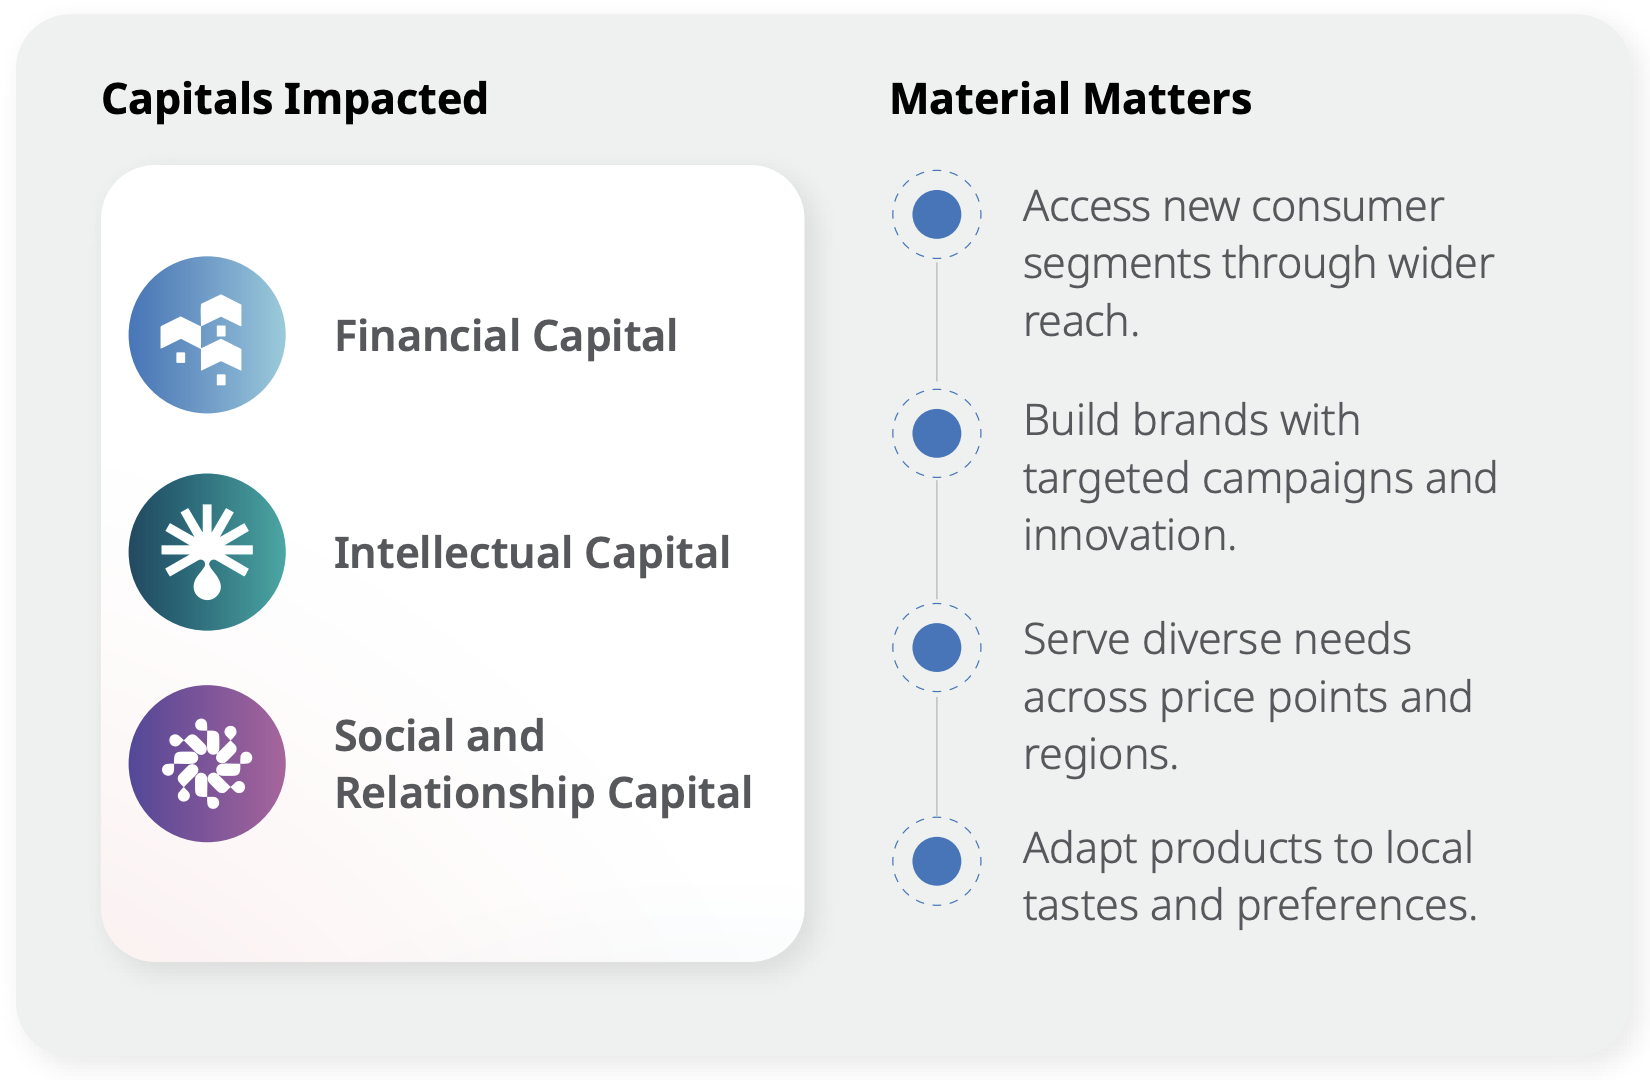 Capitals Impacted
Financial Capital
Intellectual Capital
Social and
Relationship Capital
Material Matters
Access new consumer
segments through wider
reach.
Build brands with
targeted campaigns and
innovation.
Serve diverse needs
across price points and
regions.
Adapt products to local
tastes and preferences.